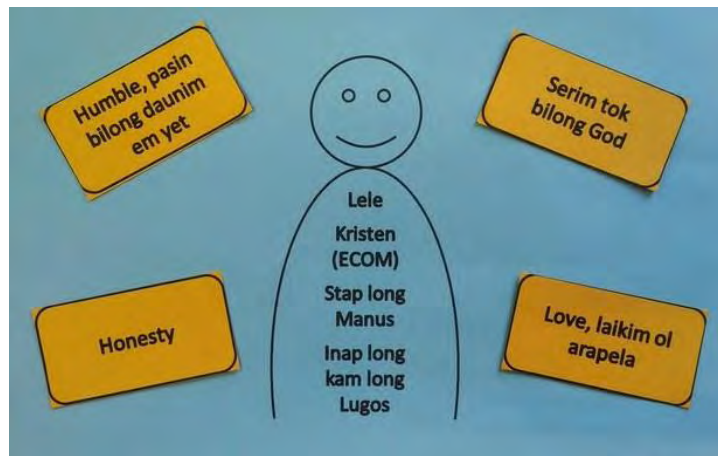 Humble, pasin
bilong daunim
em yet
Serim tok
bilong God
Lele
Kristen
(ECOM)
Stap long
Manus
Inap long
kam long
Lugos
Honesty
Love, laikim ol
arapela